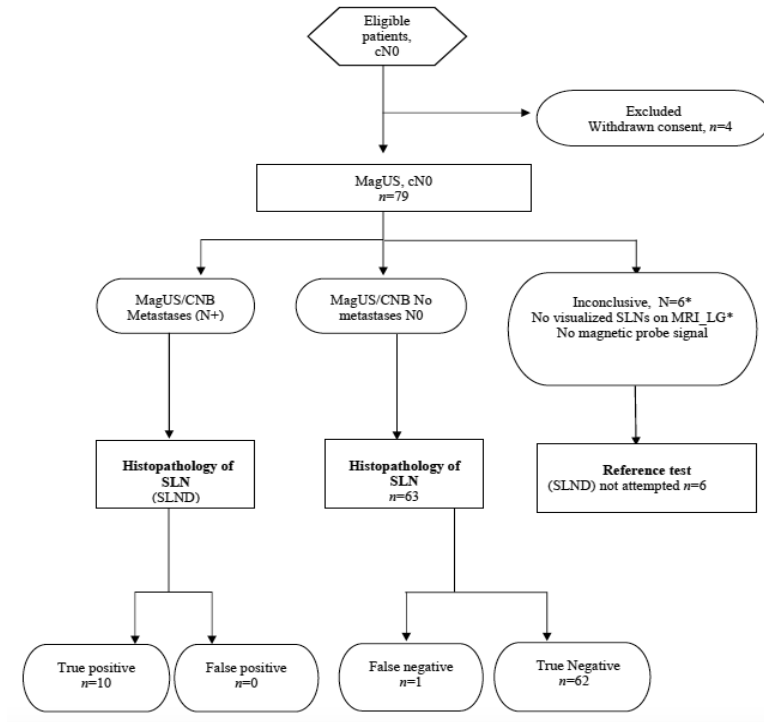 Eligible
patients,
cN0
Excluded
Withdrawn consent, n=4
MagUS, cN0
n=79
MagUS/CNB
Metastases (N+)
MagUS/CNB No
metastases N0
Inconclusive, N=6*
No visualized SLNs on MRI_LG*
No magnetic probe signal
Histopathology of
SLN
(SLND)
Histopathology of
SLN
n=63
Reference test
(SLND) not attempted n=6
True positive
n=10
False positive
n=0
False negative
n=1
True Negative
n=62